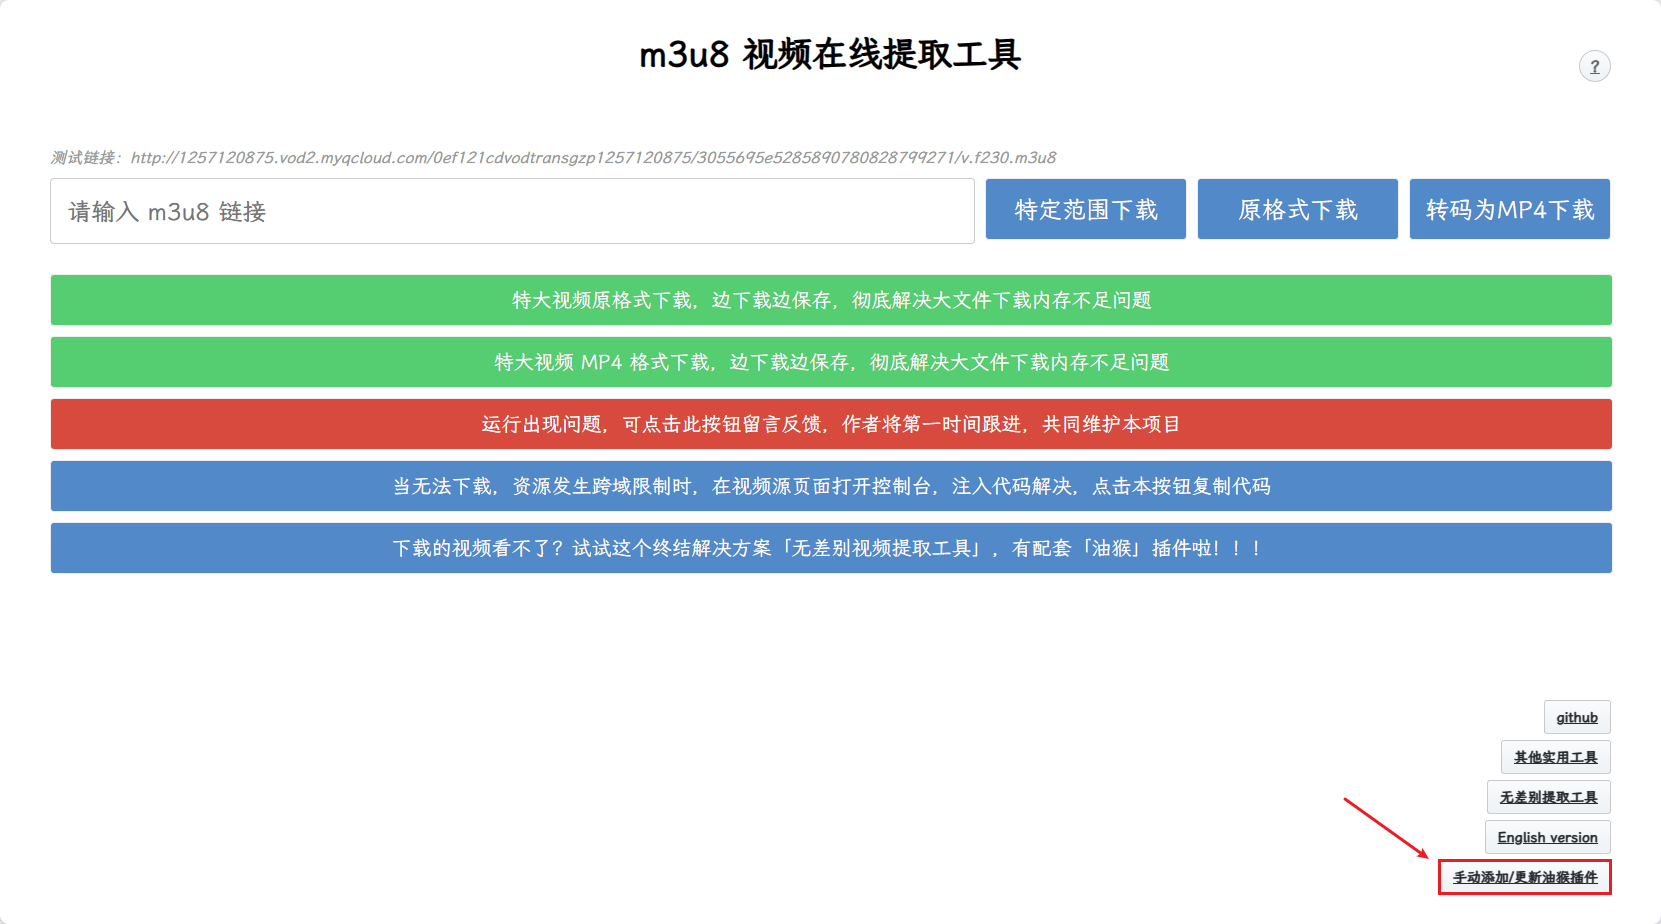 m3u8 视频在线提取工具
?
测试链接：http://1257120875.vod2.myqcloud.com/0ef121cdvodtransgzp1257120875/3055695e5285890780828799271/v.f230.m3u8
请输入 m3u8 链接
特定范围下载
原格式下载
转码为MP4下载
特大视频原格式下载，边下载边保存，彻底解决大文件下载内存不足问题
特大视频 MP4 格式下载，边下载边保存，彻底解决大文件下载内存不足问题
运行出现问题，可点击此按钮留言反馈，作者将第一时间跟进，共同维护本项目
当无法下载，资源发生跨域限制时，在视频源页面打开控制台，注入代码解决，点击本按钮复制代码
下载的视频看不了？试试这个终结解决方案「无差别视频提取工具」，有配套「油猴」插件啦！！！
github
其他实用工具
无差别提取工具
English version
手动添加/更新油猴插件